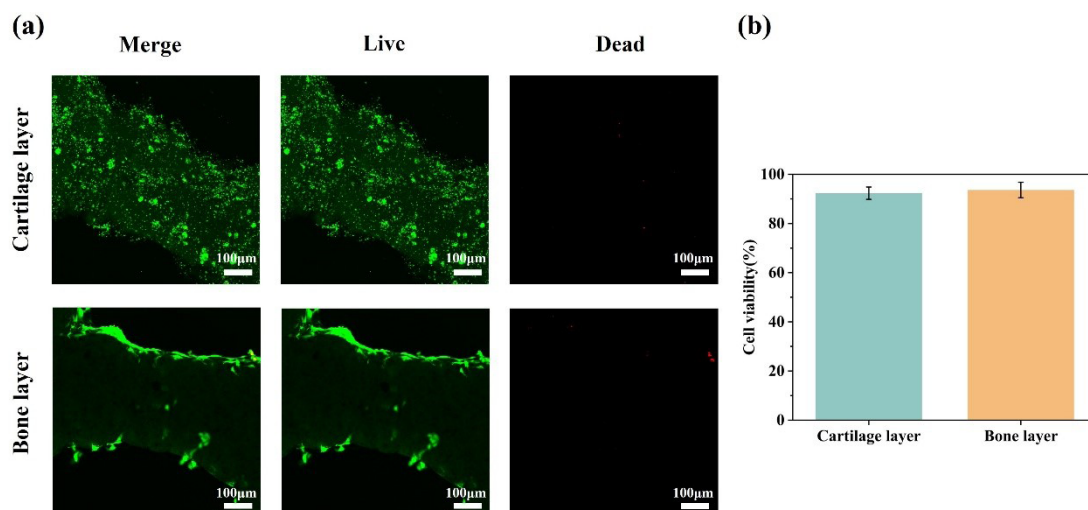 (a)
Merge
Livc
Dead
Cartilage layer
100μm
100μm
100μm
Bone layer
100μm
100μm
100μm
(b)
Cell viability(%)
100
80
60
40
20
0
Cartilage layer
Bone layer